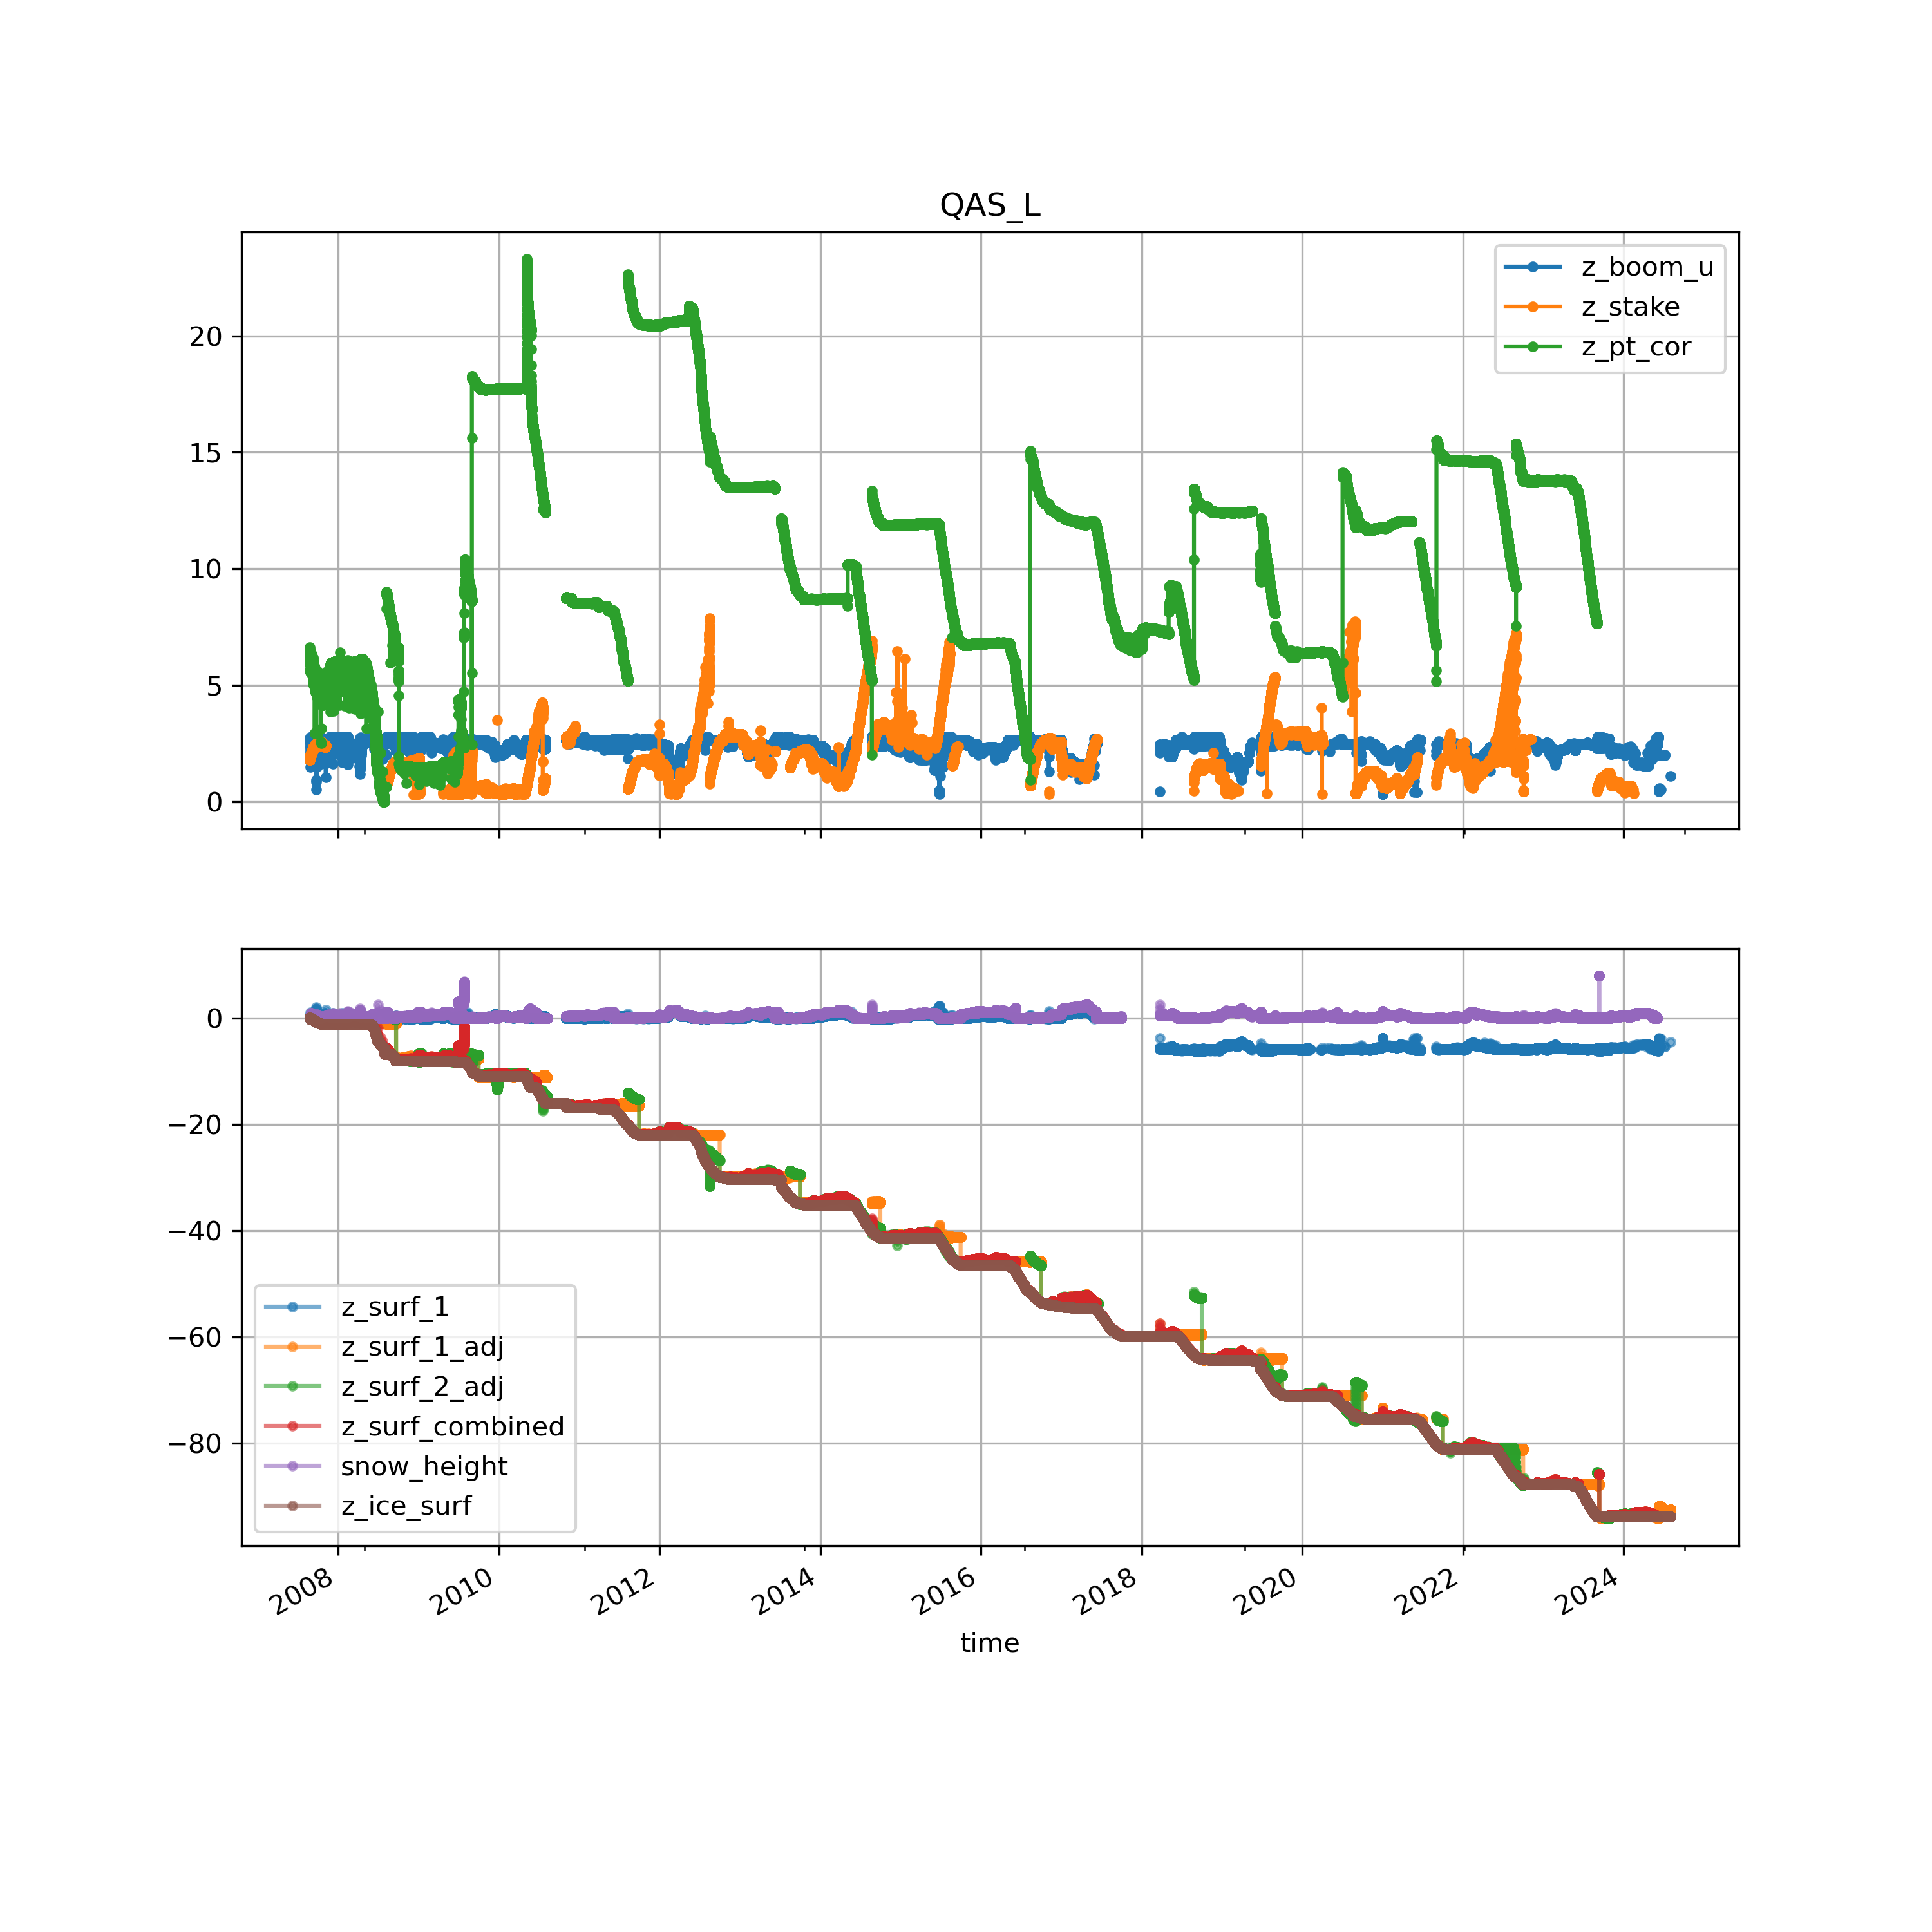 QAS_L
z_boom_u
z_stake
z_pt_cor
20
15
10
5
0
0
−20
−40
−60
−80
z_surf_1
z_surf_1_adj
z_surf_2_adj
z_surf_combined
snow_height
z_ice_surf
2008 2010 2012 2014 2016 2018 2020 2022 2024
time